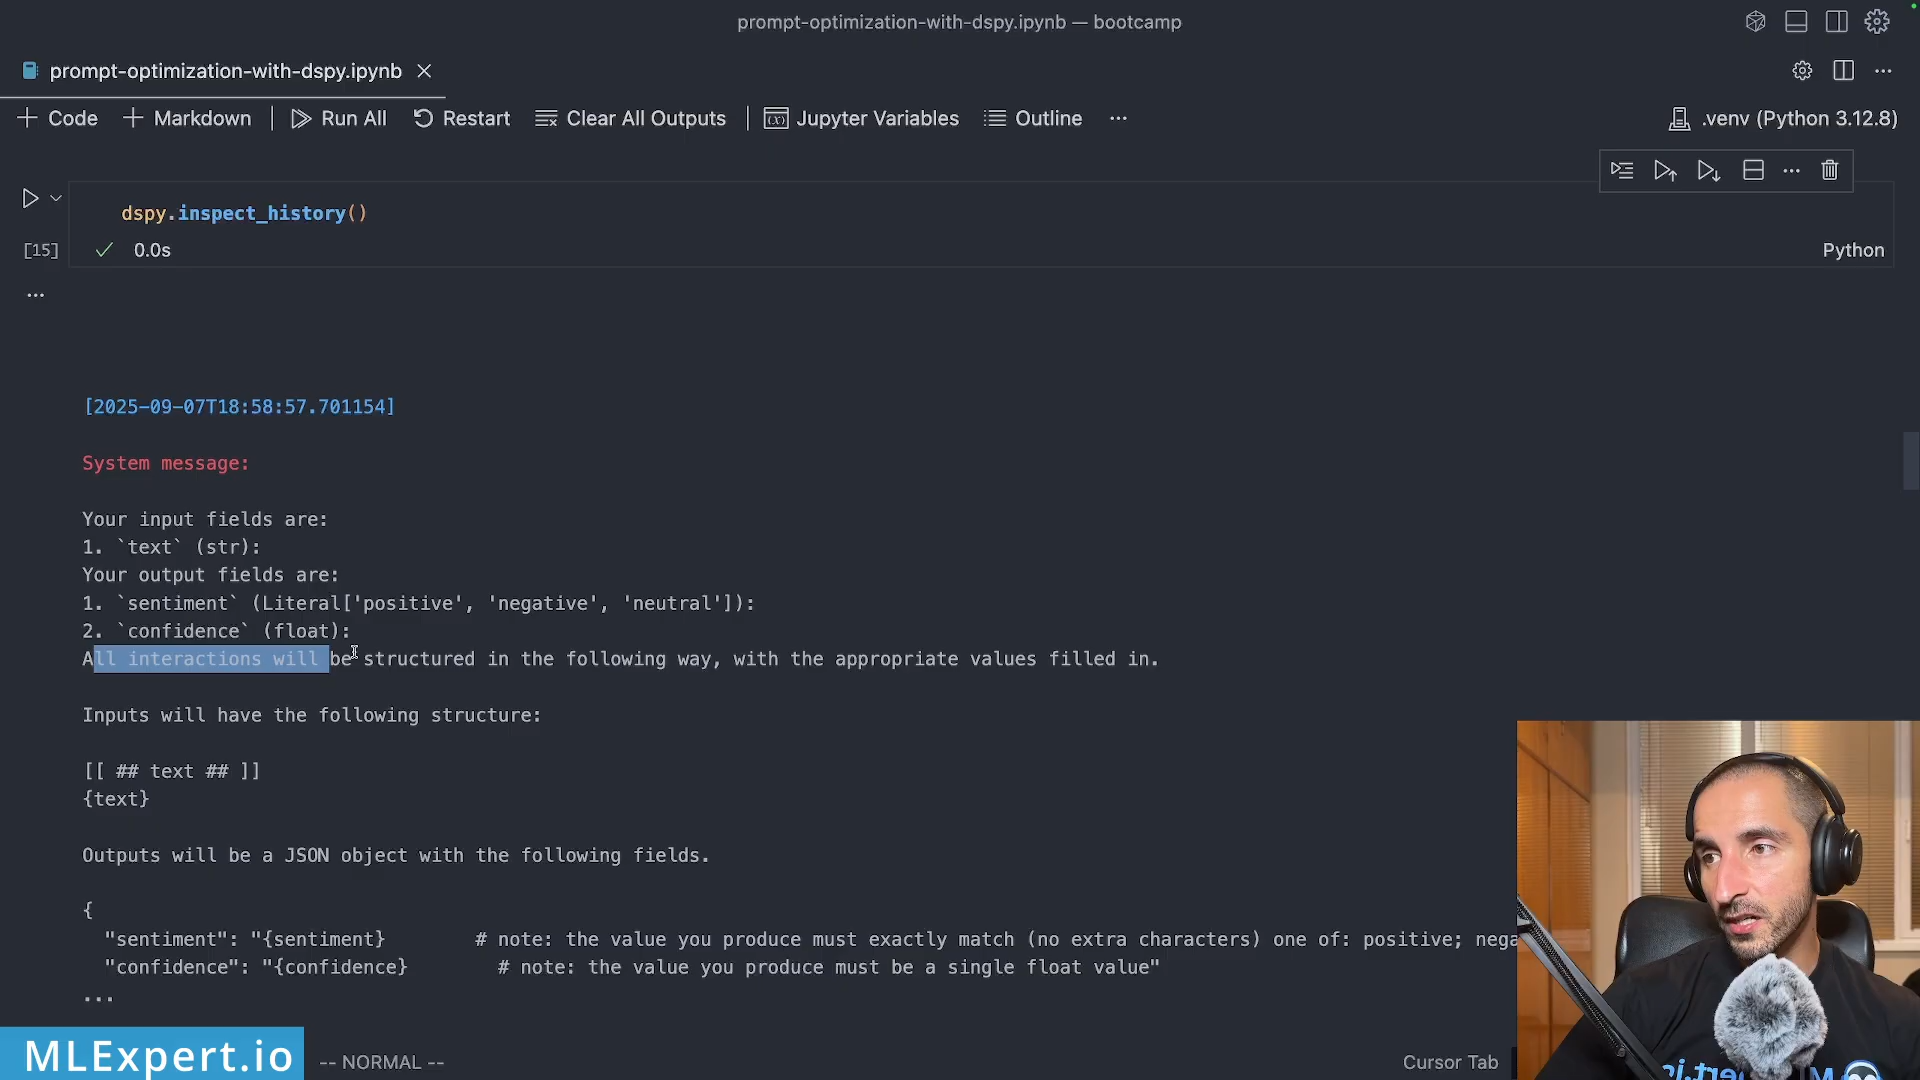 prompt-optimization-with-dspy.ipynb — bootcamp
prompt-optimization-with-dspy.ipynb
Code Markdown Run All Restart Clear All Outputs Jupyter Variables Outline ... .venv (Python 3.12.8)
dspy.inspect_history()
[15] 0.0s Python
...
[2025-09-07T18:58:57.701154]
System message:
Your input fields are:
1. `text` (str):
Your output fields are:
1. `sentiment` (Literal['positive', 'negative', 'neutral']):
2. `confidence` (float):
All interactions will be structured in the following way, with the appropriate values filled in.
Inputs will have the following structure:
[[ ## text ## ]]
{text}
Outputs will be a JSON object with the following fields.
{
"sentiment": "{sentiment} # note: the value you produce must exactly match (no extra characters) one of: positive; nega
"confidence": "{confidence} # note: the value you produce must be a single float value"
...
MLExpert.io
-- NORMAL --
Cursor Tab